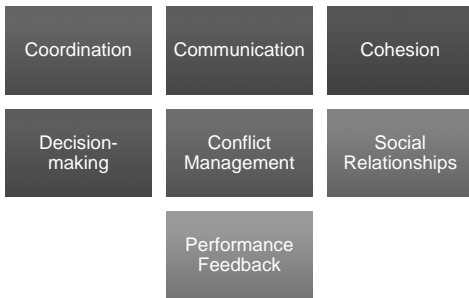 Coordination
Communication
Cohesion
Decision-
making
Conflict
Management
Social
Relationships
Performance
Feedback